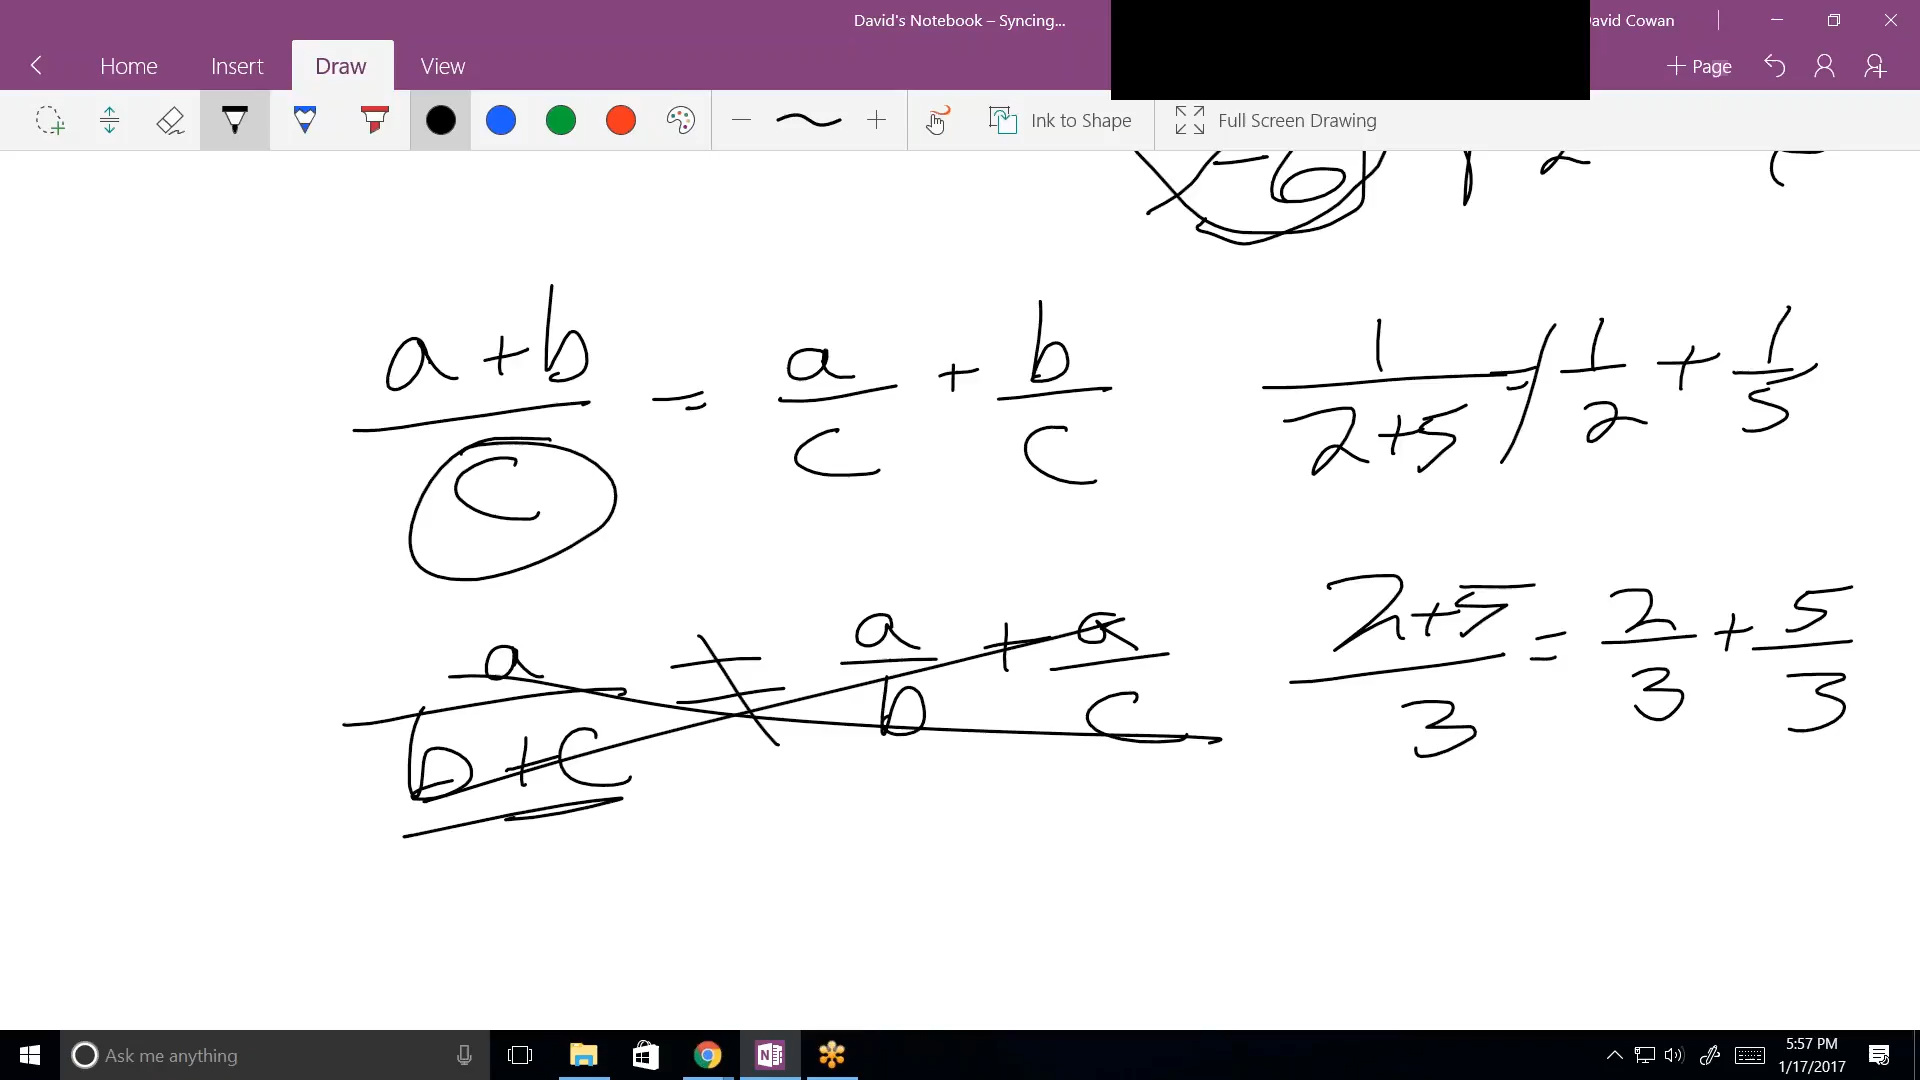 David's Notebook – Syncing...
avid Cowan
Home Insert Draw View
Page
Ink to Shape
Full Screen Drawing
-6
a+b/c = a/c + b/c
1/(2+5) ≠ 1/2 + 1/5
a/(b+c) ≠ a/b + a/c
(2+5)/3 = 2/3 + 5/3
Ask me anything
N
5:57 PM
1/17/2017